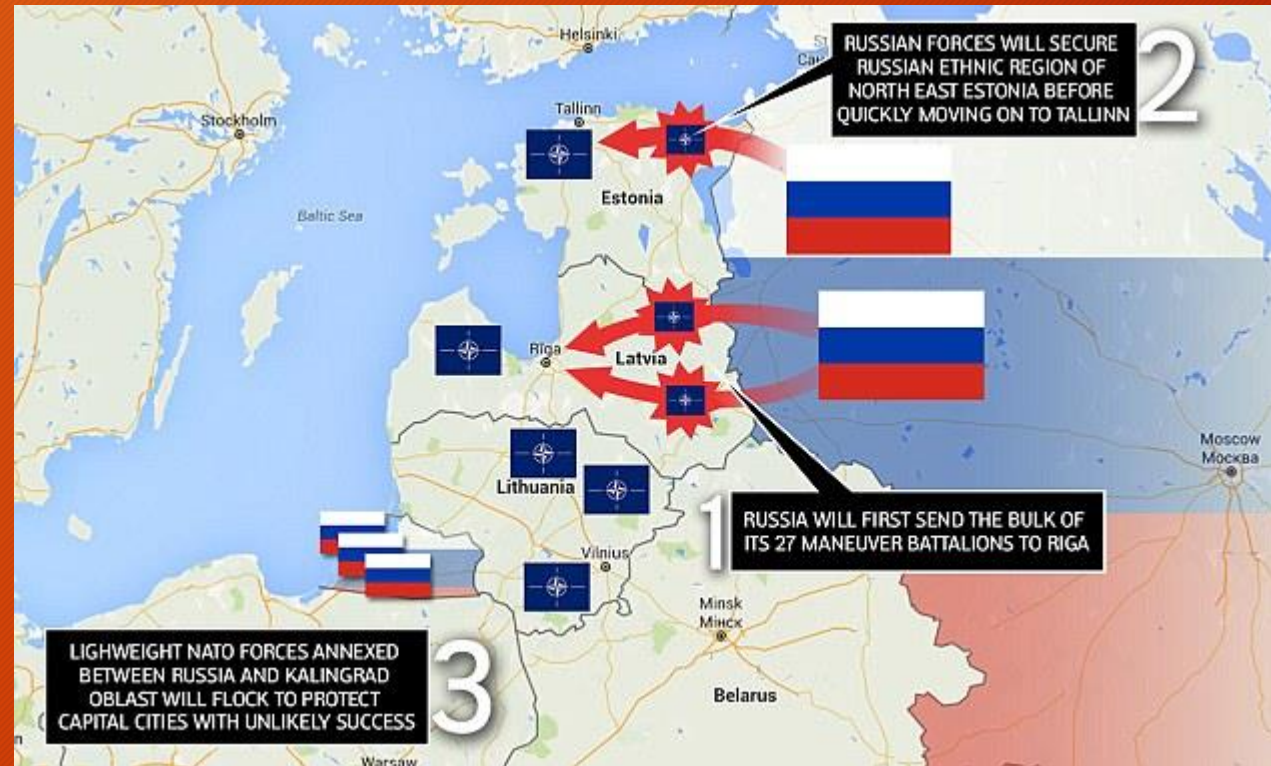 Helsinki
RUSSIAN FORCES WILL SECURE
RUSSIAN ETHNIC REGION OF
NORTH EAST ESTONIA BEFORE
QUICKLY MOVING ON TO TALLINN
2
Tallinn
Stockholm
Estonia
Baltic Sea
Rīga
Latvia
Moscow
Москва
Lithuania
1
RUSSIA WILL FIRST SEND THE BULK OF
ITS 27 MANEUVER BATTALIONS TO RIGA
Vilnius
Minsk
Мінск
Belarus
LIGHWEIGHT NATO FORCES ANNEXED
BETWEEN RUSSIA AND KALINGRAD
OBLAST WILL FLOCK TO PROTECT
CAPITAL CITIES WITH UNLIKELY SUCCESS
3
Warsaw